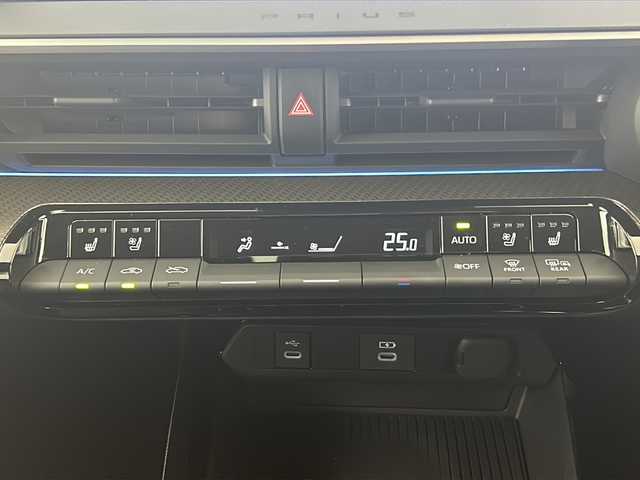 PRIUS
25.0
AUTO
A/C
OFF
FRONT
REAR